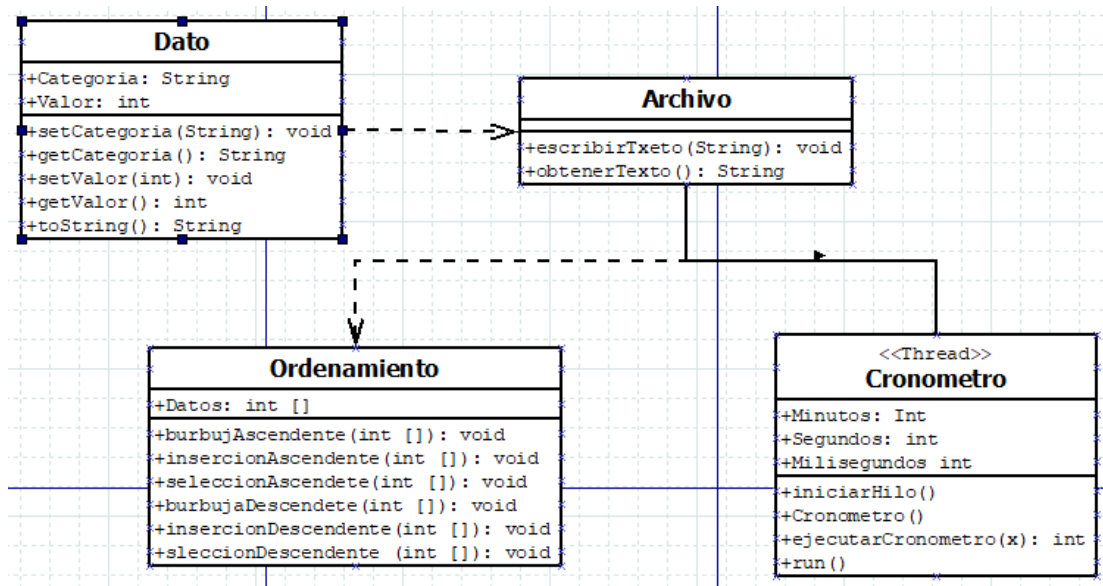 Dato
+Categoria: String
+Valor: int
+setCategoria(String): void
+getCategoria(): String
+setValor(int): void
+getValor(): int
+toString(): String
Archivo
+escribirTxeto(String): void
+obtenerTexto(): String
Ordenamiento
+Datos: int []
+burbujAscendente(int []): void
+insercionAscendente(int []): void
+seleccionAscendete(int []): void
+burbujaDescendete(int []): void
+insercionDescendente(int []): void
+sleccionDescendente (int []): void
<<Thread>>
Cronometro
+Minutos: Int
+Segundos: int
+Milisegundos int
+iniciarHilo()
+Cronometro()
+ejecutarCronometro(x): int
+run()